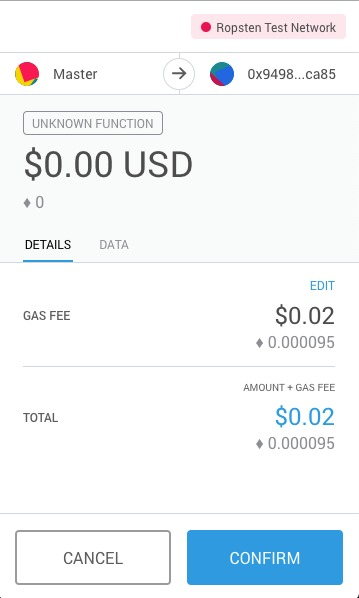 Ropsten Test Network
Master
0x9498...ca85
UNKNOWN FUNCTION
$0.00 USD
0
DETAILS DATA
EDIT
GAS FEE $0.02
0.000095
AMOUNT + GAS FEE
TOTAL $0.02
0.000095
CANCEL CONFIRM